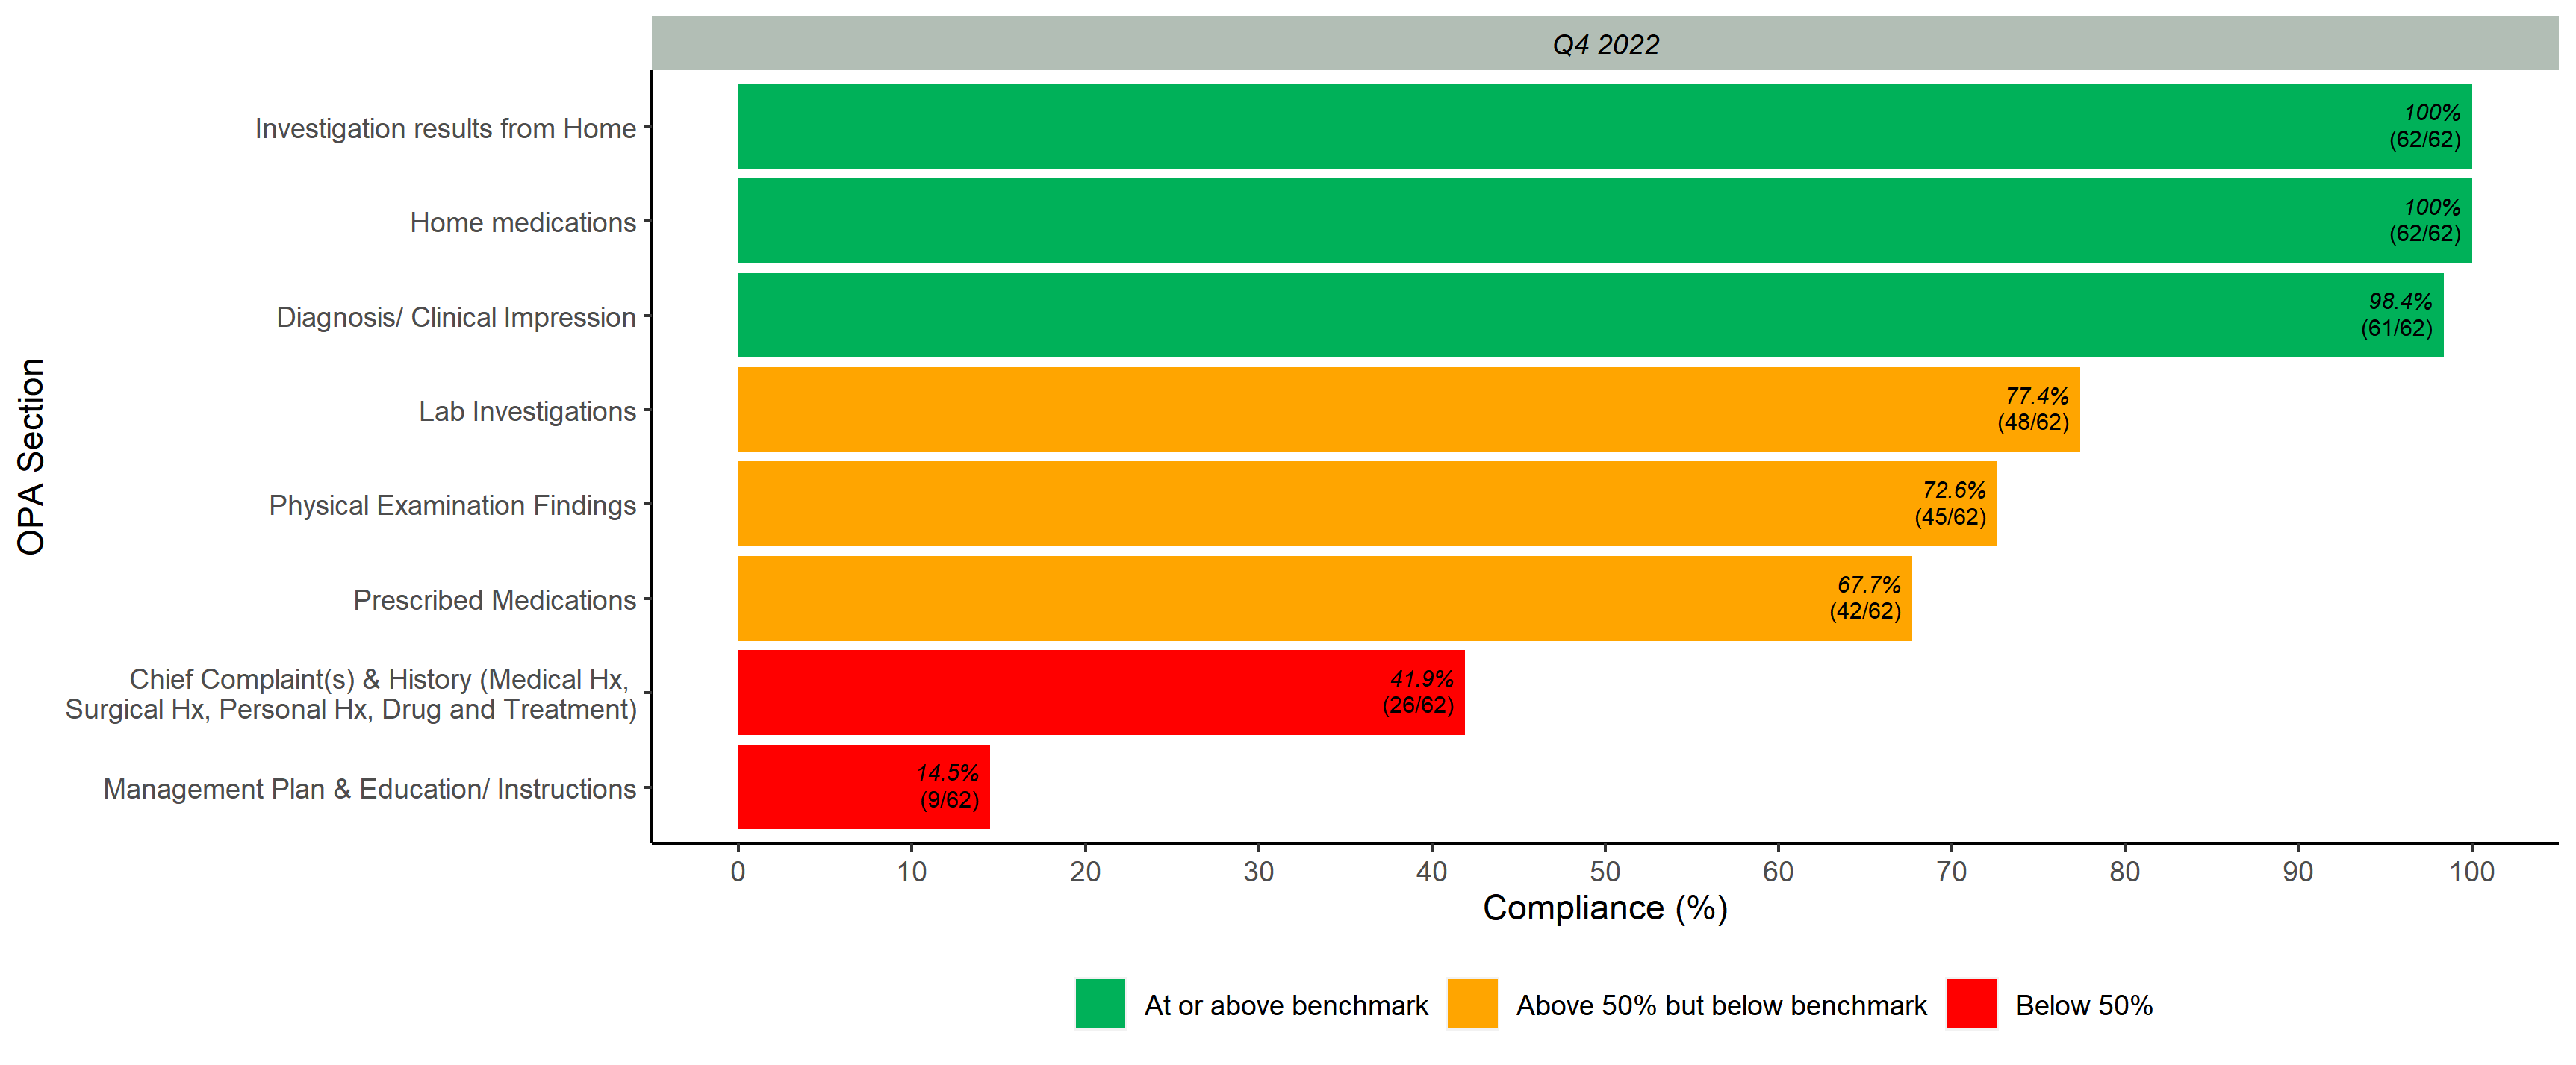 Q4 2022
OPA Section
Investigation results from Home
100%
(62/62)
Home medications
100%
(62/62)
Diagnosis/ Clinical Impression
98.4%
(61/62)
Lab Investigations
77.4%
(48/62)
Physical Examination Findings
72.6%
(45/62)
Prescribed Medications
67.7%
(42/62)
Chief Complaint(s) & History (Medical Hx,
Surgical Hx, Personal Hx, Drug and Treatment)
41.9%
(26/62)
Management Plan & Education/ Instructions
14.5%
(9/62)
0 10 20 30 40 50 60 70 80 90 100
Compliance (%)
At or above benchmark Above 50% but below benchmark Below 50%